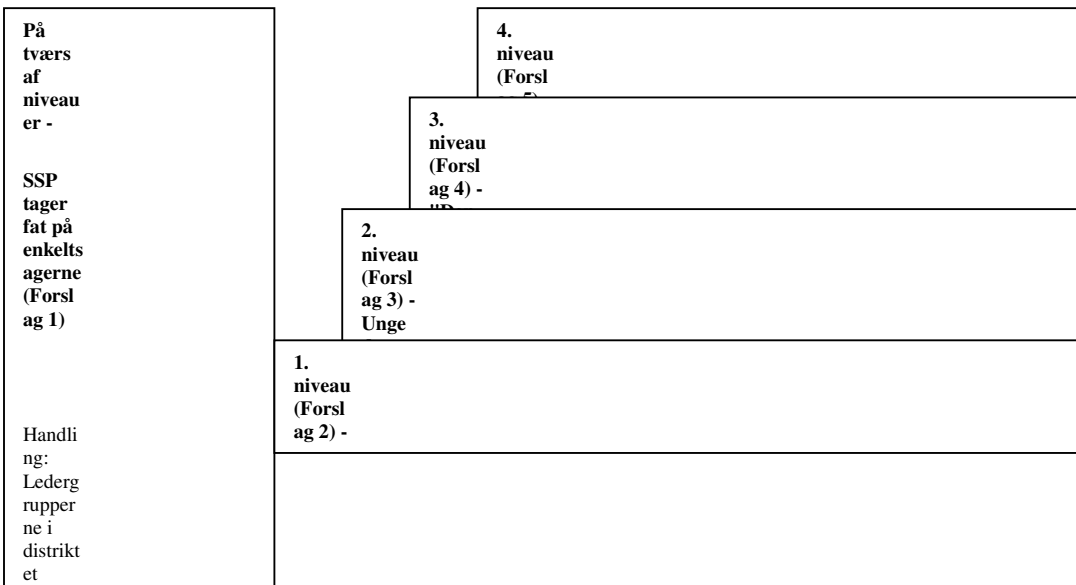 På
tværs
af
niveau
er -
SSP
tager
fat på
enkelts
agerne
(Forsl
ag 1)
Handli
ng:
Lederg
rupper
ne i
distrikt
et
4.
niveau
(Forsl
3.
niveau
(Forsl
ag 4) -
2.
niveau
(Forsl
ag 3) -
Unge
1.
niveau
(Forsl
ag 2) -